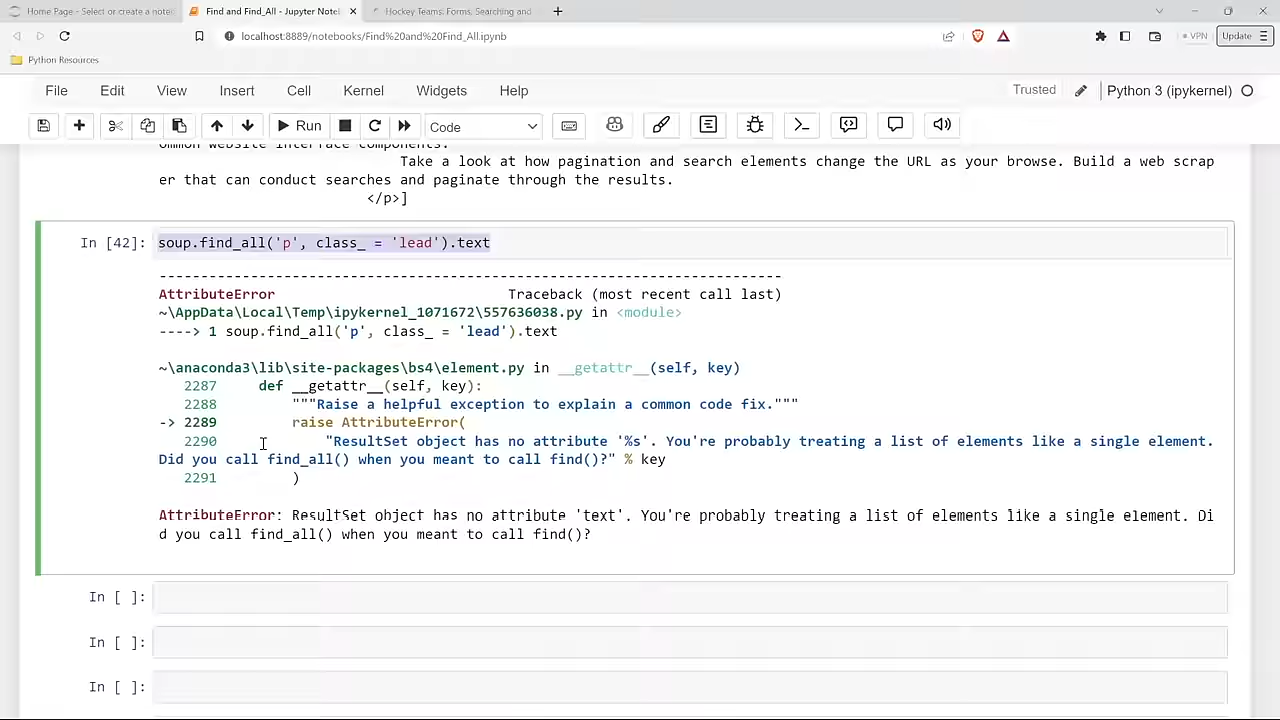 Home Page - Select or create a note
Find and Find_All - Jupyter Note
Hockey Teams: Forms, Searching and
localhost:8889/notebooks/Find%20and%20Find_All.ipynb
VPN
Update
Python Resources
File Edit View Insert Cell Kernel Widgets Help
Trusted
Python 3 (ipykernel)
Run
Code
ommon website interface components.
Take a look at how pagination and search elements change the URL as your browse. Build a web scrap
er that can conduct searches and paginate through the results.
</p>]
In [42]: soup.find_all('p', class_ = 'lead').text
---------------------------------------------------------------------------
AttributeError Traceback (most recent call last)
~\AppData\Local\Temp\ipykernel_1071672\557636038.py in <module>
----> 1 soup.find_all('p', class_ = 'lead').text
~\anaconda3\lib\site-packages\bs4\element.py in __getattr__(self, key)
2287 def __getattr__(self, key):
2288 """Raise a helpful exception to explain a common code fix."""
-> 2289 raise AttributeError(
2290 "ResultSet object has no attribute '%s'. You're probably treating a list of elements like a single element.
Did you call find_all() when you meant to call find()?" % key
2291 )
AttributeError: ResultSet object has no attribute 'text'. You're probably treating a list of elements like a single element. Di
d you call find_all() when you meant to call find()?
In [ ]:
In [ ]:
In [ ]: